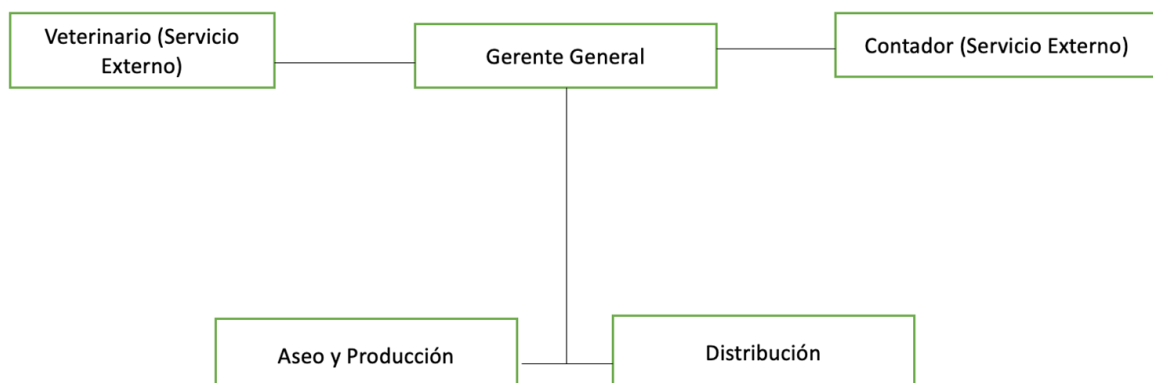 Veterinario (Servicio
Externo)
Gerente General
Contador (Servicio Externo)
Aseo y Producción
Distribución